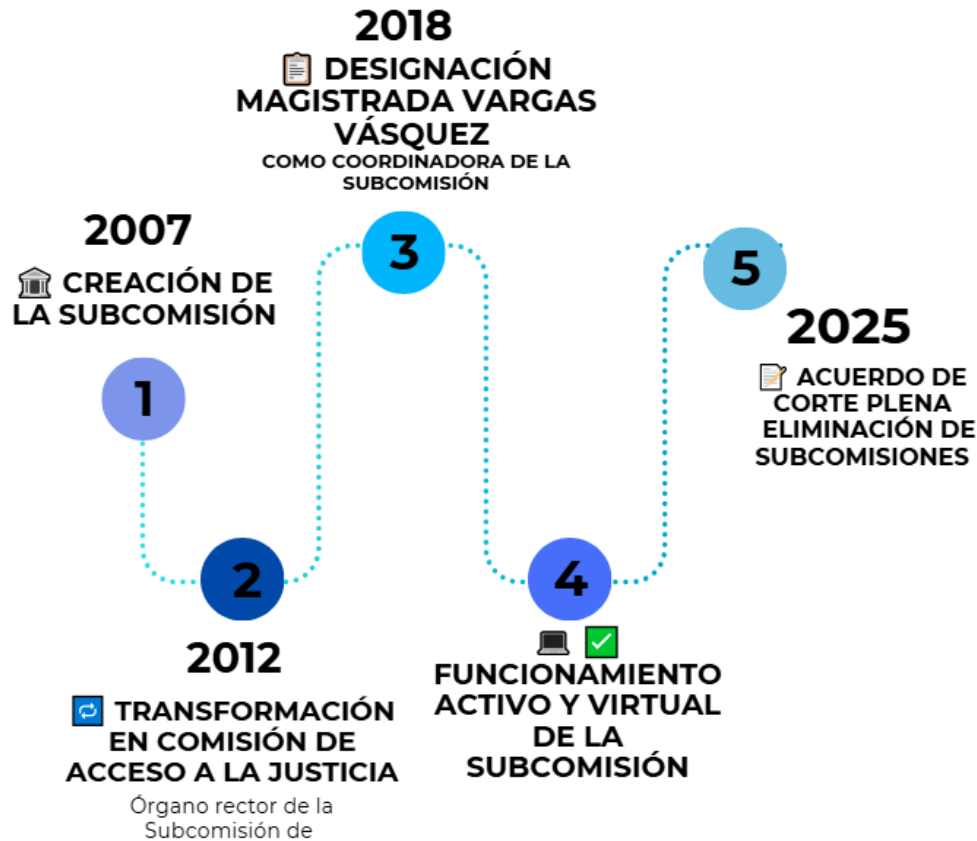 2007
🏛️ CREACIÓN DE
LA SUBCOMISIÓN
1
2
2012
🔁 TRANSFORMACIÓN
EN COMISIÓN DE
ACCESO A LA JUSTICIA
Órgano rector de la
Subcomisión de
2018
📋 DESIGNACIÓN
MAGISTRADA VARGAS
VÁSQUEZ
COMO COORDINADORA DE LA
SUBCOMISIÓN
3
4
💻 ✅
FUNCIONAMIENTO
ACTIVO Y VIRTUAL
DE LA
SUBCOMISIÓN
5
2025
📝 ACUERDO DE
CORTE PLENA
ELIMINACIÓN DE
SUBCOMISIONES